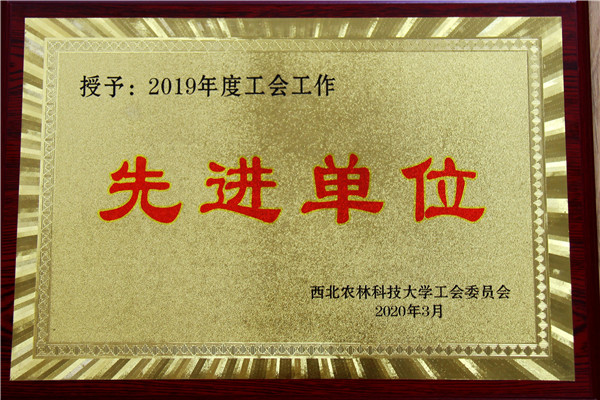 授予：2019年度工会工作
先进单位
西北农林科技大学工会委员会
2020年3月